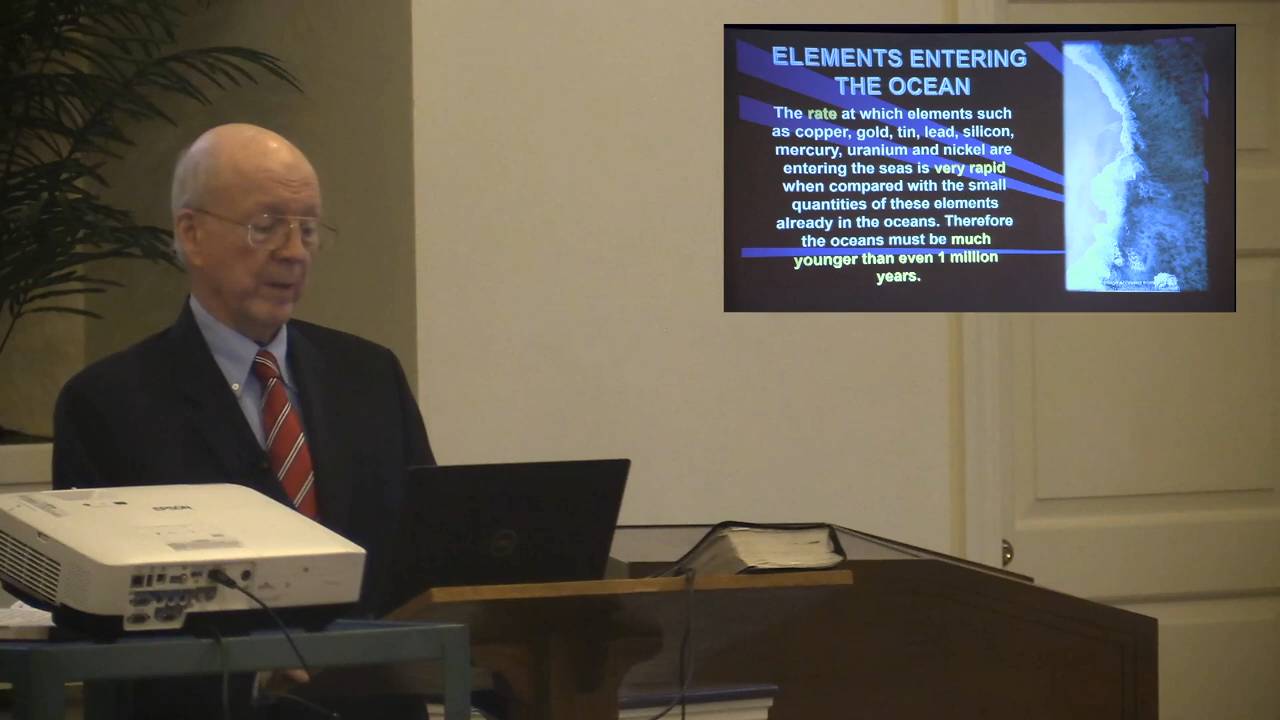 ELEMENTS ENTERING
THE OCEAN
The rate at which elements such
as copper, gold, tin, lead, silicon,
mercury, uranium and nickel are
entering the seas is very rapid
when compared with the small
quantities of these elements
already in the oceans. Therefore
the oceans must be much
younger than even 1 million
years.
EPSON
DELL